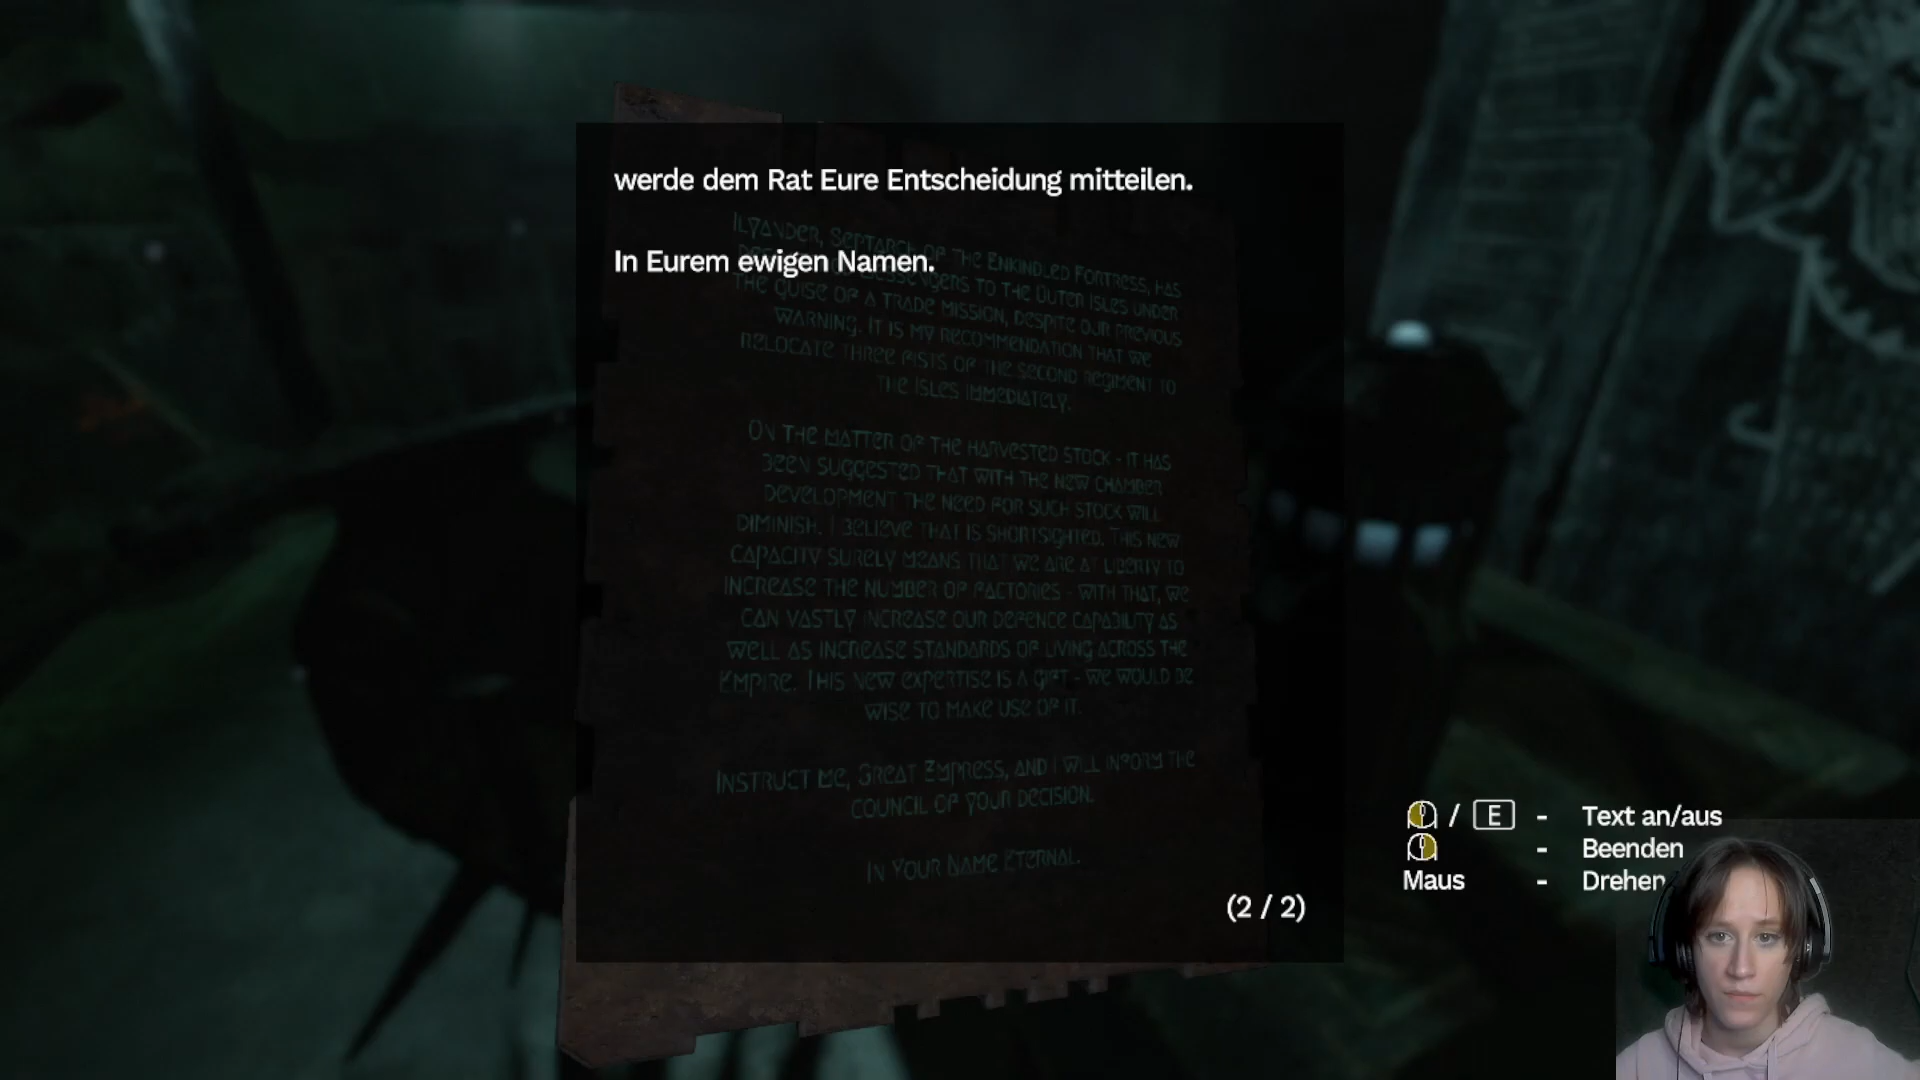 werde dem Rat Eure Entscheidung mitteilen.
In Eurem ewigen Namen.
Ilyander, Septarch of the Enkindled Fortress, has
messengers to the Outer Isles under
the guise of a trade mission, despite our previous
warning. It is my recommendation that we
relocate three fists of the second regiment to
the Isles immediately.
On the matter of the harvested stock - it has
been suggested that with the new chamber
development the need for such stock will
diminish. I believe that is shortsighted. This new
capacity surely means that we are at liberty to
increase the number of factories - with that, we
can vastly increase our defence capability as
well as increase standards of living across the
Empire. This new expertise is a gift - we would be
wise to make use of it.
Instruct me, Great Empress, and I will inform the
council of your decision.
In your name eternal.
(2 / 2)
/ E - Text an/aus
- Beenden
Maus - Drehen